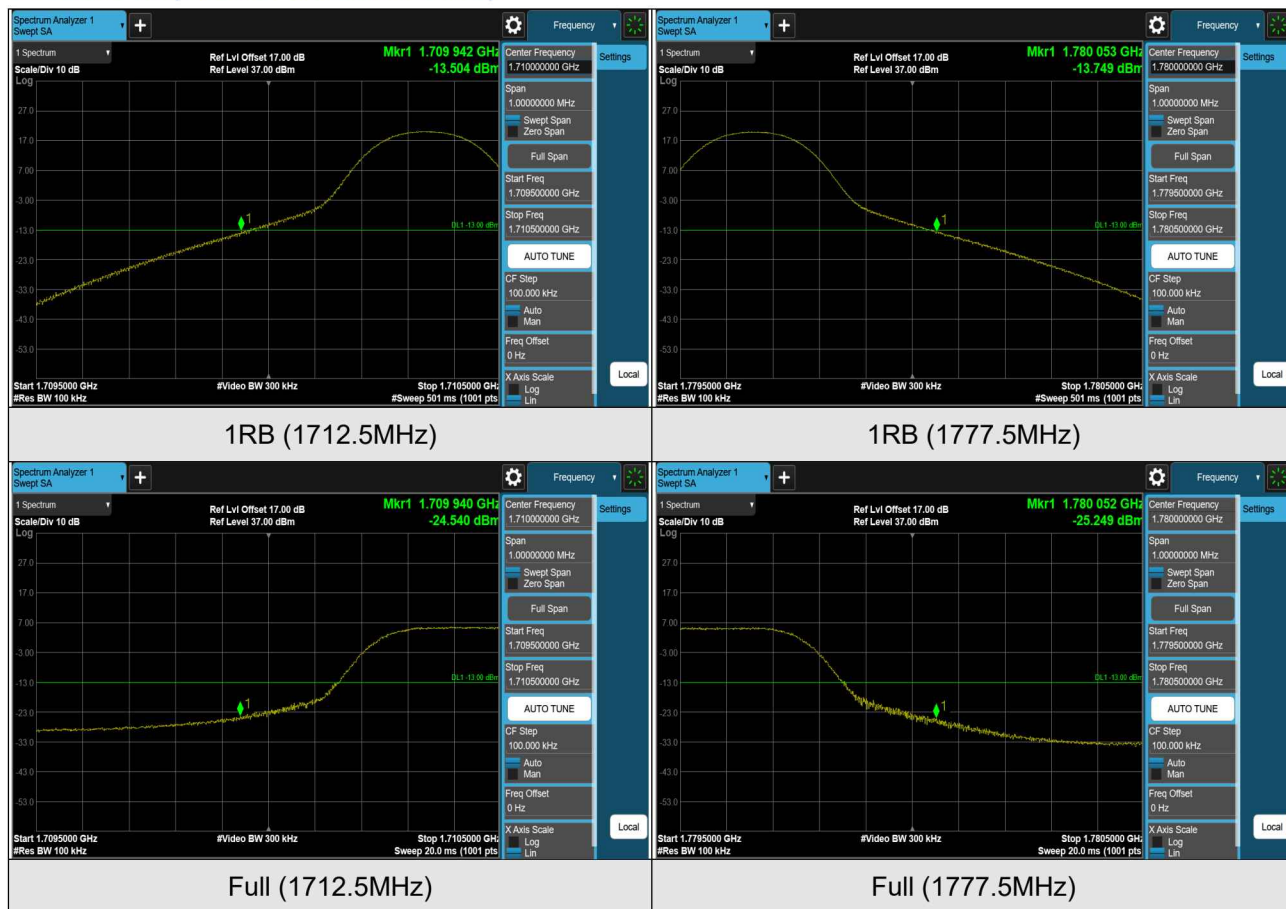 Spectrum Analyzer 1
Swept SA
+
Frequency
1 Spectrum
Scale/Div 10 dB
Log
Ref Lvl Offset 17.00 dB
Ref Level 37.00 dBm
Mkr1 1.709 942 GHz
-13.504 dBm
27.0
17.0
7.00
-3.00
-13.0
-23.0
-33.0
-43.0
-53.0
1
DL1 -13.00 dBm
Start 1.7095000 GHz
#Res BW 100 kHz
#Video BW 300 kHz
Stop 1.7105000 GHz
#Sweep 501 ms (1001 pts
Center Frequency
1.710000000 GHz
Settings
Span
1.00000000 MHz
Swept Span
Zero Span
Full Span
Start Freq
1.709500000 GHz
Stop Freq
1.710500000 GHz
AUTO TUNE
CF Step
100.000 kHz
Auto
Man
Freq Offset
0 Hz
X Axis Scale
Log
Lin
Local
Spectrum Analyzer 1
Swept SA
+
Frequency
1 Spectrum
Scale/Div 10 dB
Log
Ref Lvl Offset 17.00 dB
Ref Level 37.00 dBm
Mkr1 1.780 053 GHz
-13.749 dBm
27.0
17.0
7.00
-3.00
-13.0
-23.0
-33.0
-43.0
-53.0
1
DL1 -13.00 dBm
Start 1.7795000 GHz
#Res BW 100 kHz
#Video BW 300 kHz
Stop 1.7805000 GHz
#Sweep 501 ms (1001 pts
Center Frequency
1.780000000 GHz
Settings
Span
1.00000000 MHz
Swept Span
Zero Span
Full Span
Start Freq
1.779500000 GHz
Stop Freq
1.780500000 GHz
AUTO TUNE
CF Step
100.000 kHz
Auto
Man
Freq Offset
0 Hz
X Axis Scale
Log
Lin
Local
1RB (1712.5MHz)
1RB (1777.5MHz)
Spectrum Analyzer 1
Swept SA
+
Frequency
1 Spectrum
Scale/Div 10 dB
Log
Ref Lvl Offset 17.00 dB
Ref Level 37.00 dBm
Mkr1 1.709 940 GHz
-24.540 dBm
27.0
17.0
7.00
-3.00
-13.0
-23.0
-33.0
-43.0
-53.0
1
DL1 -13.00 dBm
Start 1.7095000 GHz
#Res BW 100 kHz
#Video BW 300 kHz
Stop 1.7105000 GHz
Sweep 20.0 ms (1001 pts
Center Frequency
1.710000000 GHz
Settings
Span
1.00000000 MHz
Swept Span
Zero Span
Full Span
Start Freq
1.709500000 GHz
Stop Freq
1.710500000 GHz
AUTO TUNE
CF Step
100.000 kHz
Auto
Man
Freq Offset
0 Hz
X Axis Scale
Log
Lin
Local
Spectrum Analyzer 1
Swept SA
+
Frequency
1 Spectrum
Scale/Div 10 dB
Log
Ref Lvl Offset 17.00 dB
Ref Level 37.00 dBm
Mkr1 1.780 052 GHz
-25.249 dBm
27.0
17.0
7.00
-3.00
-13.0
-23.0
-33.0
-43.0
-53.0
1
DL1 -13.00 dBm
Start 1.7795000 GHz
#Res BW 100 kHz
#Video BW 300 kHz
Stop 1.7805000 GHz
Sweep 20.0 ms (1001 pts
Center Frequency
1.780000000 GHz
Settings
Span
1.00000000 MHz
Swept Span
Zero Span
Full Span
Start Freq
1.779500000 GHz
Stop Freq
1.780500000 GHz
AUTO TUNE
CF Step
100.000 kHz
Auto
Man
Freq Offset
0 Hz
X Axis Scale
Log
Lin
Local
Full (1712.5MHz)
Full (1777.5MHz)